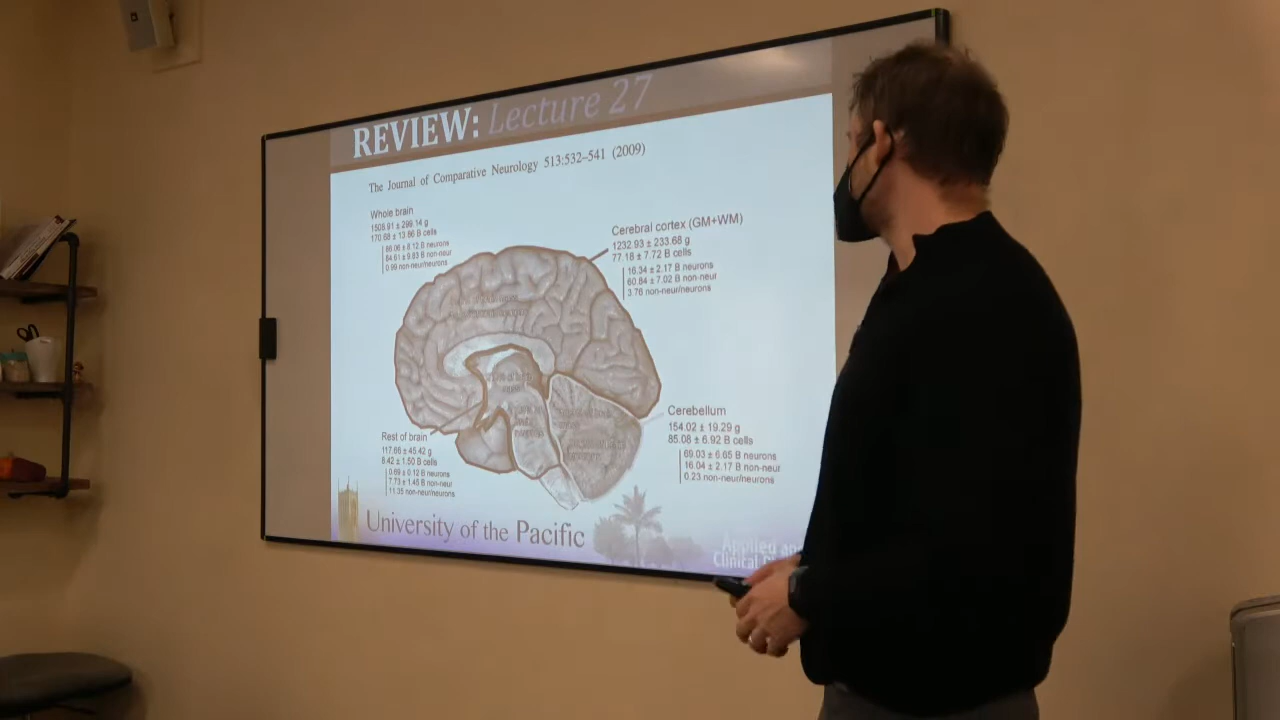 REVIEW: Lecture 27
The Journal of Comparative Neurology 513:532–541 (2009)
Whole brain
1508.91 ± 299.14 g
170.68 ± 13.86 B cells
86.06 ± 8.12 B neurons
84.61 ± 9.83 B non-neur
0.99 non-neur/neurons
Cerebral cortex (GM+WM)
1232.93 ± 233.68 g
77.18 ± 7.72 B cells
16.34 ± 2.17 B neurons
60.84 ± 7.02 B non-neur
3.76 non-neur/neurons
Cerebellum
154.02 ± 19.29 g
85.08 ± 6.92 B cells
69.03 ± 6.65 B neurons
16.04 ± 2.17 B non-neur
0.23 non-neur/neurons
Rest of brain
117.66 ± 45.42 g
8.42 ± 1.50 B cells
0.69 ± 0.12 B neurons
7.73 ± 1.45 B non-neur
11.35 non-neur/neurons
University of the Pacific
Applied and
Clinical